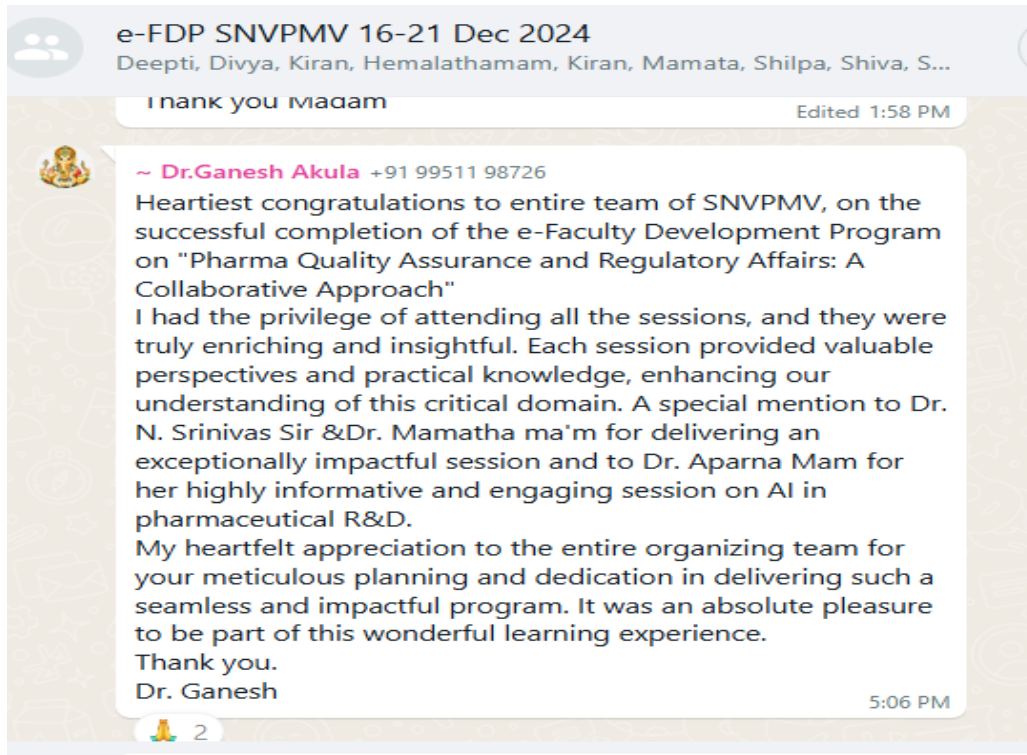 e-FDP SNVPMV 16-21 Dec 2024
Deepti, Divya, Kiran, Hemalathamam, Kiran, Mamata, Shilpa, Shiva, S...
Thank you Madam
Edited 1:58 PM
~ Dr.Ganesh Akula +91 99511 98726
Heartiest congratulations to entire team of SNVPMV, on the
successful completion of the e-Faculty Development Program
on "Pharma Quality Assurance and Regulatory Affairs: A
Collaborative Approach"
I had the privilege of attending all the sessions, and they were
truly enriching and insightful. Each session provided valuable
perspectives and practical knowledge, enhancing our
understanding of this critical domain. A special mention to Dr.
N. Srinivas Sir &Dr. Mamatha ma'm for delivering an
exceptionally impactful session and to Dr. Aparna Mam for
her highly informative and engaging session on AI in
pharmaceutical R&D.
My heartfelt appreciation to the entire organizing team for
your meticulous planning and dedication in delivering such a
seamless and impactful program. It was an absolute pleasure
to be part of this wonderful learning experience.
Thank you.
Dr. Ganesh
5:06 PM
🙏 2